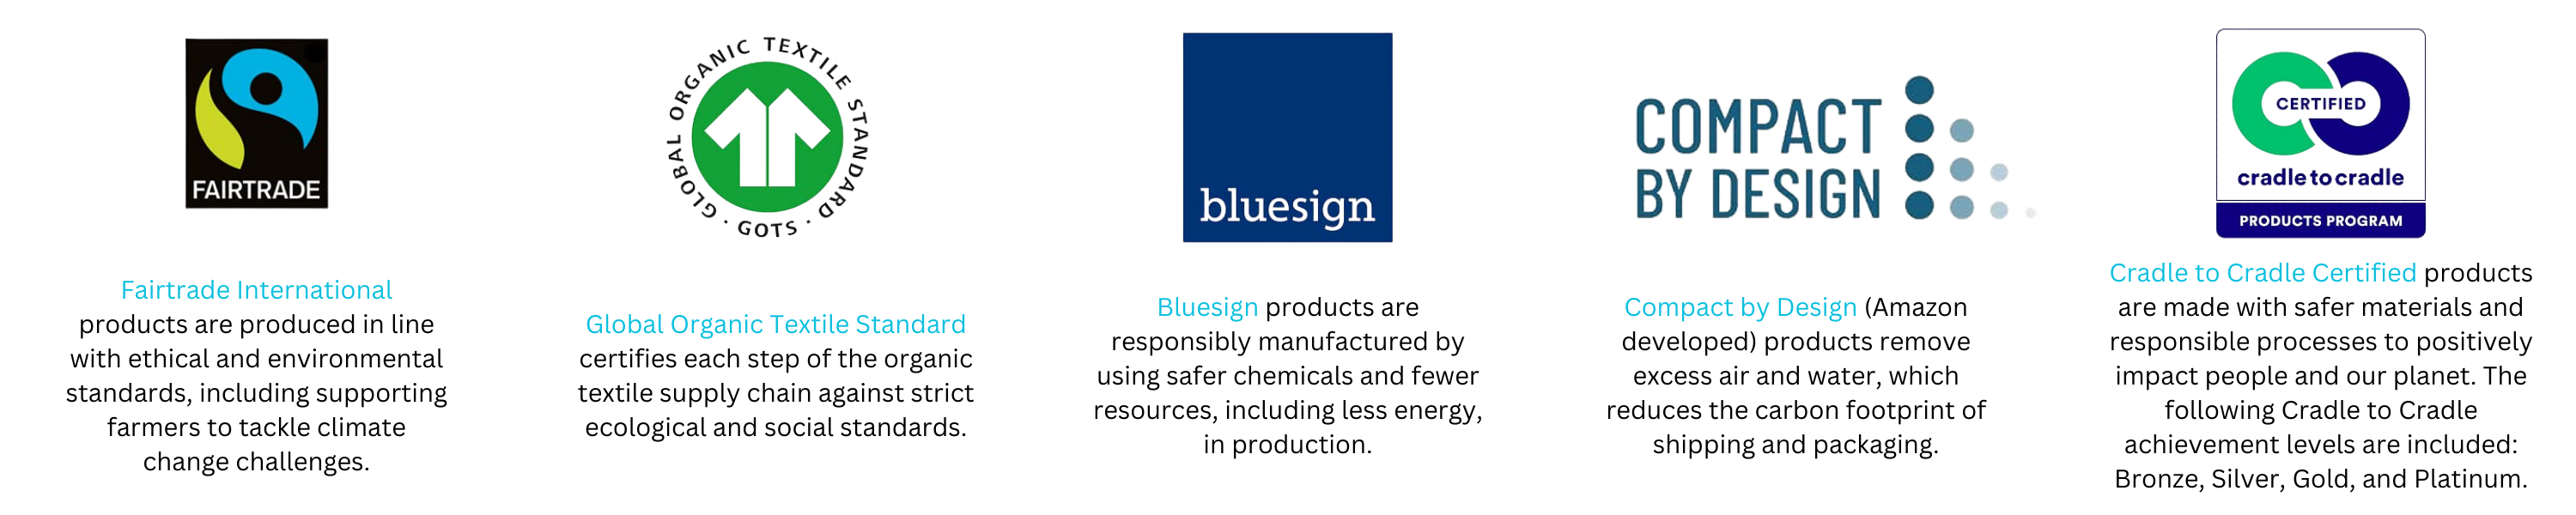 FAIRTRADE
Fairtrade International
products are produced in line
with ethical and environmental
standards, including supporting
farmers to tackle climate
change challenges.
GLOBAL ORGANIC TEXTILE STANDARD · GOTS ·
Global Organic Textile Standard
certifies each step of the organic
textile supply chain against strict
ecological and social standards.
bluesign
Bluesign products are
responsibly manufactured by
using safer chemicals and fewer
resources, including less energy,
in production.
COMPACT
BY DESIGN
Compact by Design (Amazon
developed) products remove
excess air and water, which
reduces the carbon footprint of
shipping and packaging.
CERTIFIED
cradle to cradle
PRODUCTS PROGRAM
Cradle to Cradle Certified products
are made with safer materials and
responsible processes to positively
impact people and our planet. The
following Cradle to Cradle
achievement levels are included:
Bronze, Silver, Gold, and Platinum.